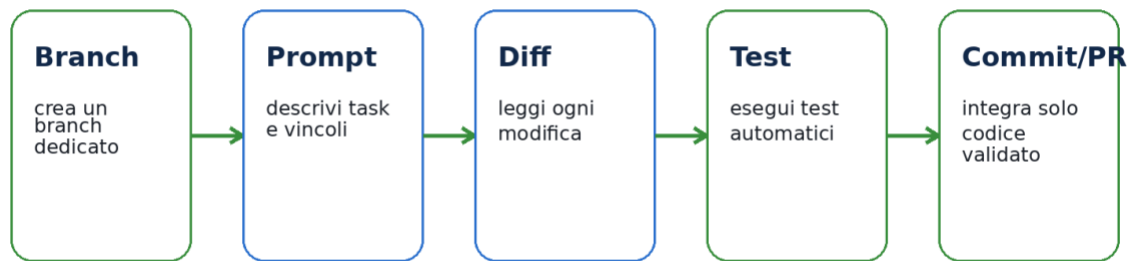 Branch
crea un
branch
dedicato
Prompt
descrivi task
e vincoli
Diff
leggi ogni
modifica
Test
esegui test
automatici
Commit/PR
integra solo
codice
validato